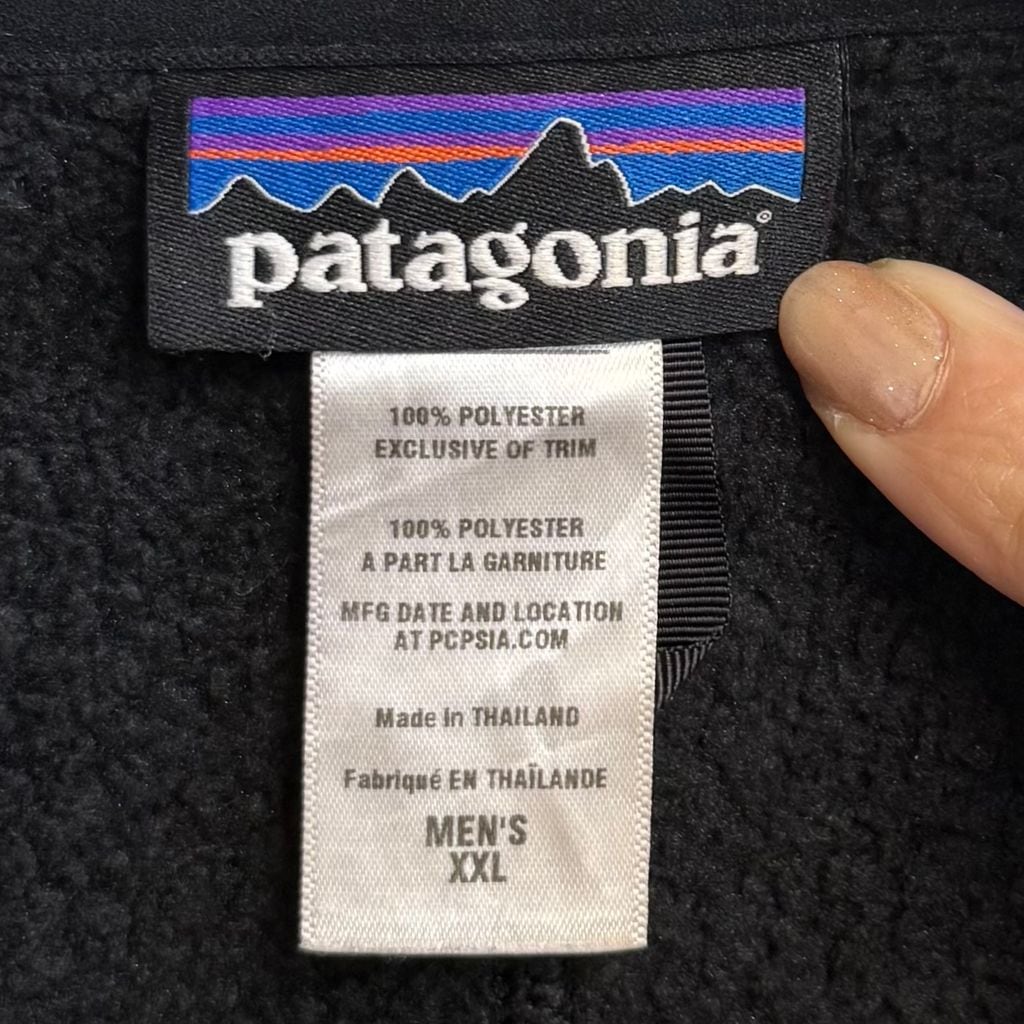 patagonia®
100% POLYESTER
EXCLUSIVE OF TRIM
100% POLYESTER
A PART LA GARNITURE
MFG DATE AND LOCATION
AT PCPSIA.COM
Made in THAILAND
Fabriqué EN THAÏLANDE
MEN'S
XXL